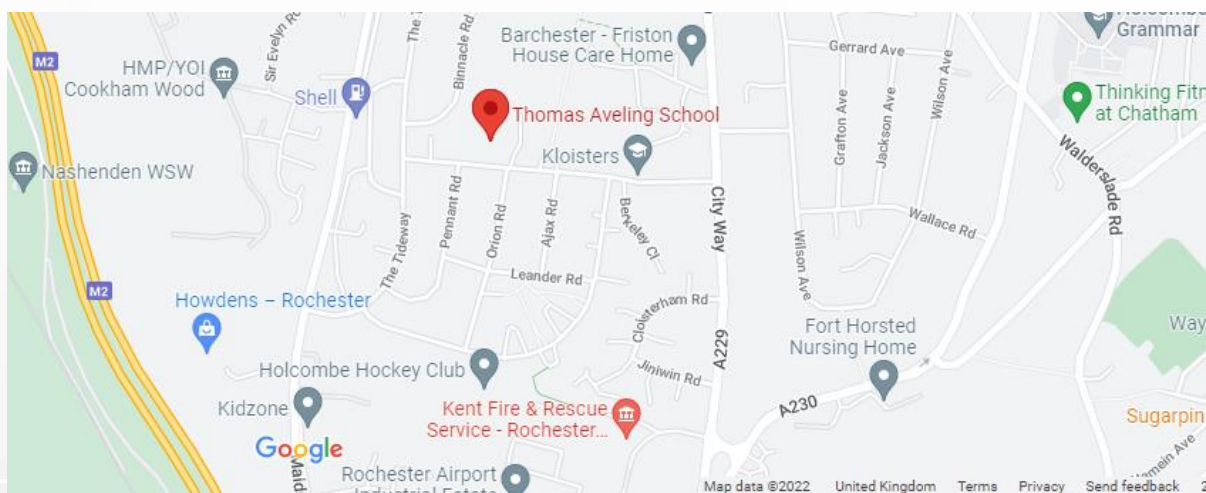 M2
HMP/YOI
Cookham Wood
Sir Evelyn Rd
The
Binnacle Rd
Shell
Barchester - Friston
House Care Home
Gerrard Ave
Grammar
Thomas Aveling School
Thinking
at Chatham
Kloisters
Nashenden WSW
Grafton Ave
Jackson Ave
Wilson Ave
Walderslade Rd
City Way
Pennant Rd
Orion Rd
Ajax Rd
Berkeley Cl
Wallace Rd
The Tideway
Wilson Ave
Leander Rd
M2
Howdens – Rochester
Cloisterham Rd
Fort Horsted
Nursing Home
Way
A229
Holcombe Hockey Club
Jiniwin Rd
Kidzone
Kent Fire & Rescue
Service - Rochester...
A230
Sugarpin
Google
Maid
Rochester Airport
Industrial Estate
Map data ©2022 United Kingdom Terms Privacy Send feedback